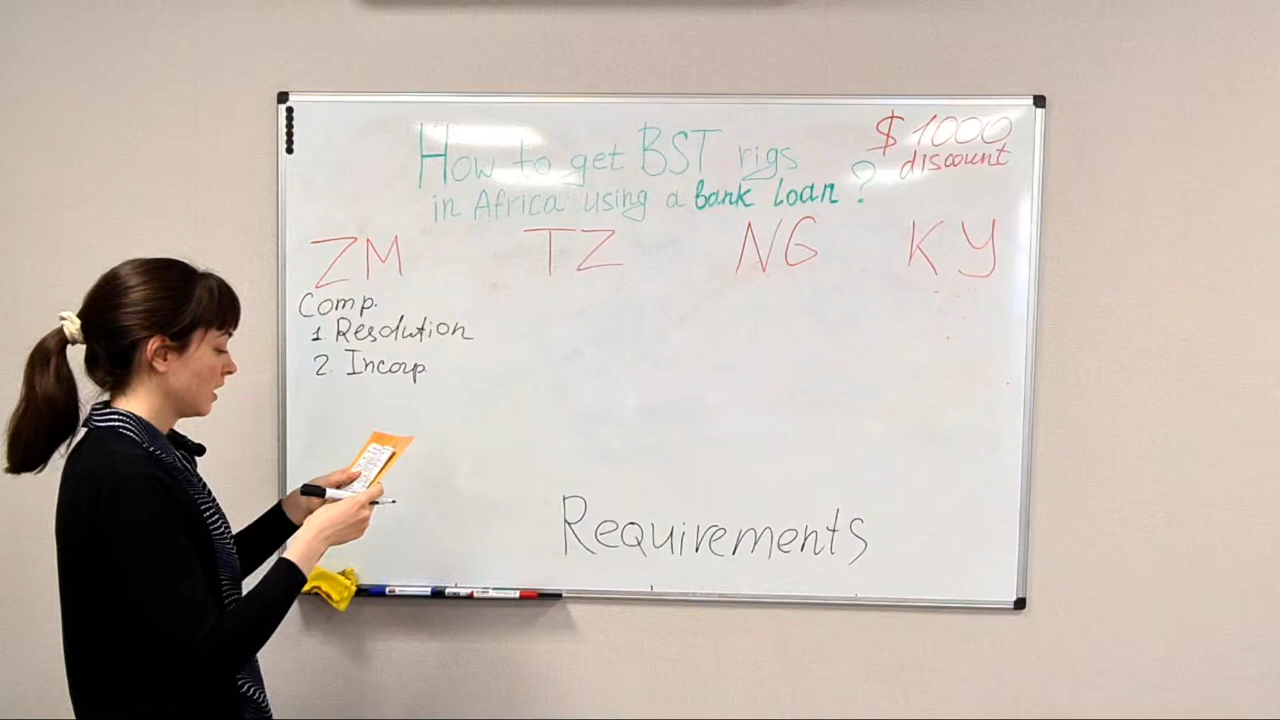 How to get BST rigs
in Africa using a bank loan?
$1000
discount
ZM TZ NG KY
Comp.
1. Resolution
2. Incorp
Requirements